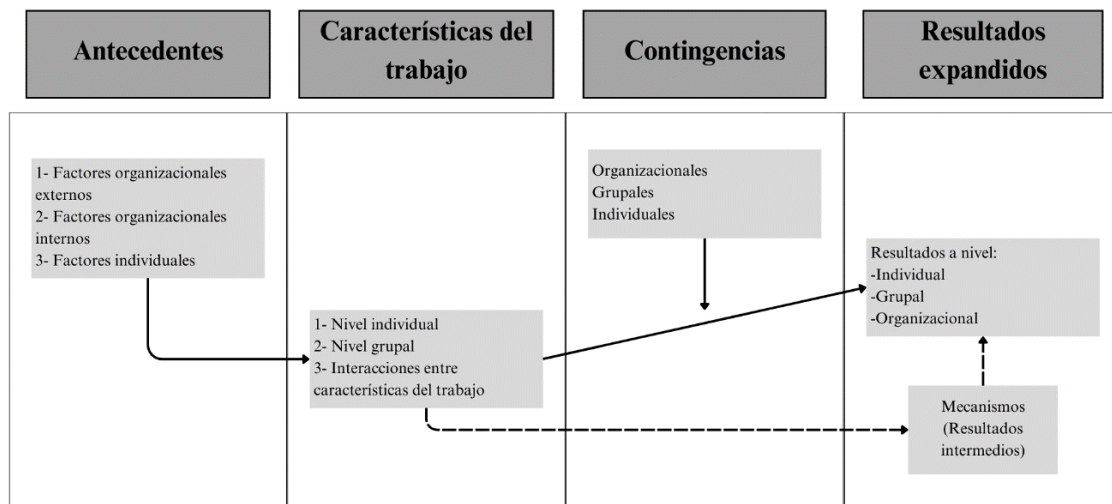 Antecedentes
Características del
trabajo
Contingencias
Resultados
expandidos
1- Factores organizacionales
externos
2- Factores organizacionales
internos
3- Factores individuales
1- Nivel individual
2- Nivel grupal
3- Interacciones entre
características del trabajo
Organizacionales
Grupales
Individuales
Resultados a nivel:
-Individual
-Grupal
-Organizacional
Mecanismos
(Resultados
intermedios)